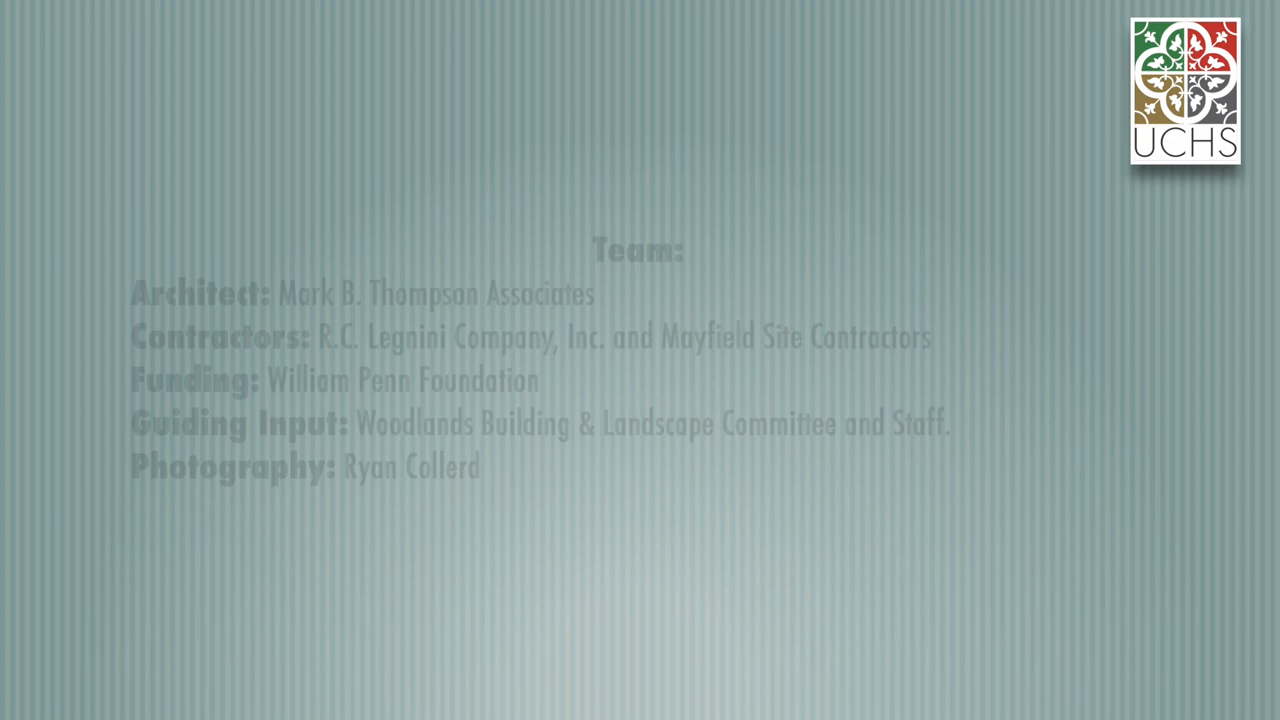 UCHS
Team:
Architect: Mark B. Thompson Associates
Contractors: R.C. Legnini Company, Inc. and Mayfield Site Contractors
Funding: William Penn Foundation
Guiding Input: Woodlands Building & Landscape Committee and Staff.
Photography: Ryan Collerd